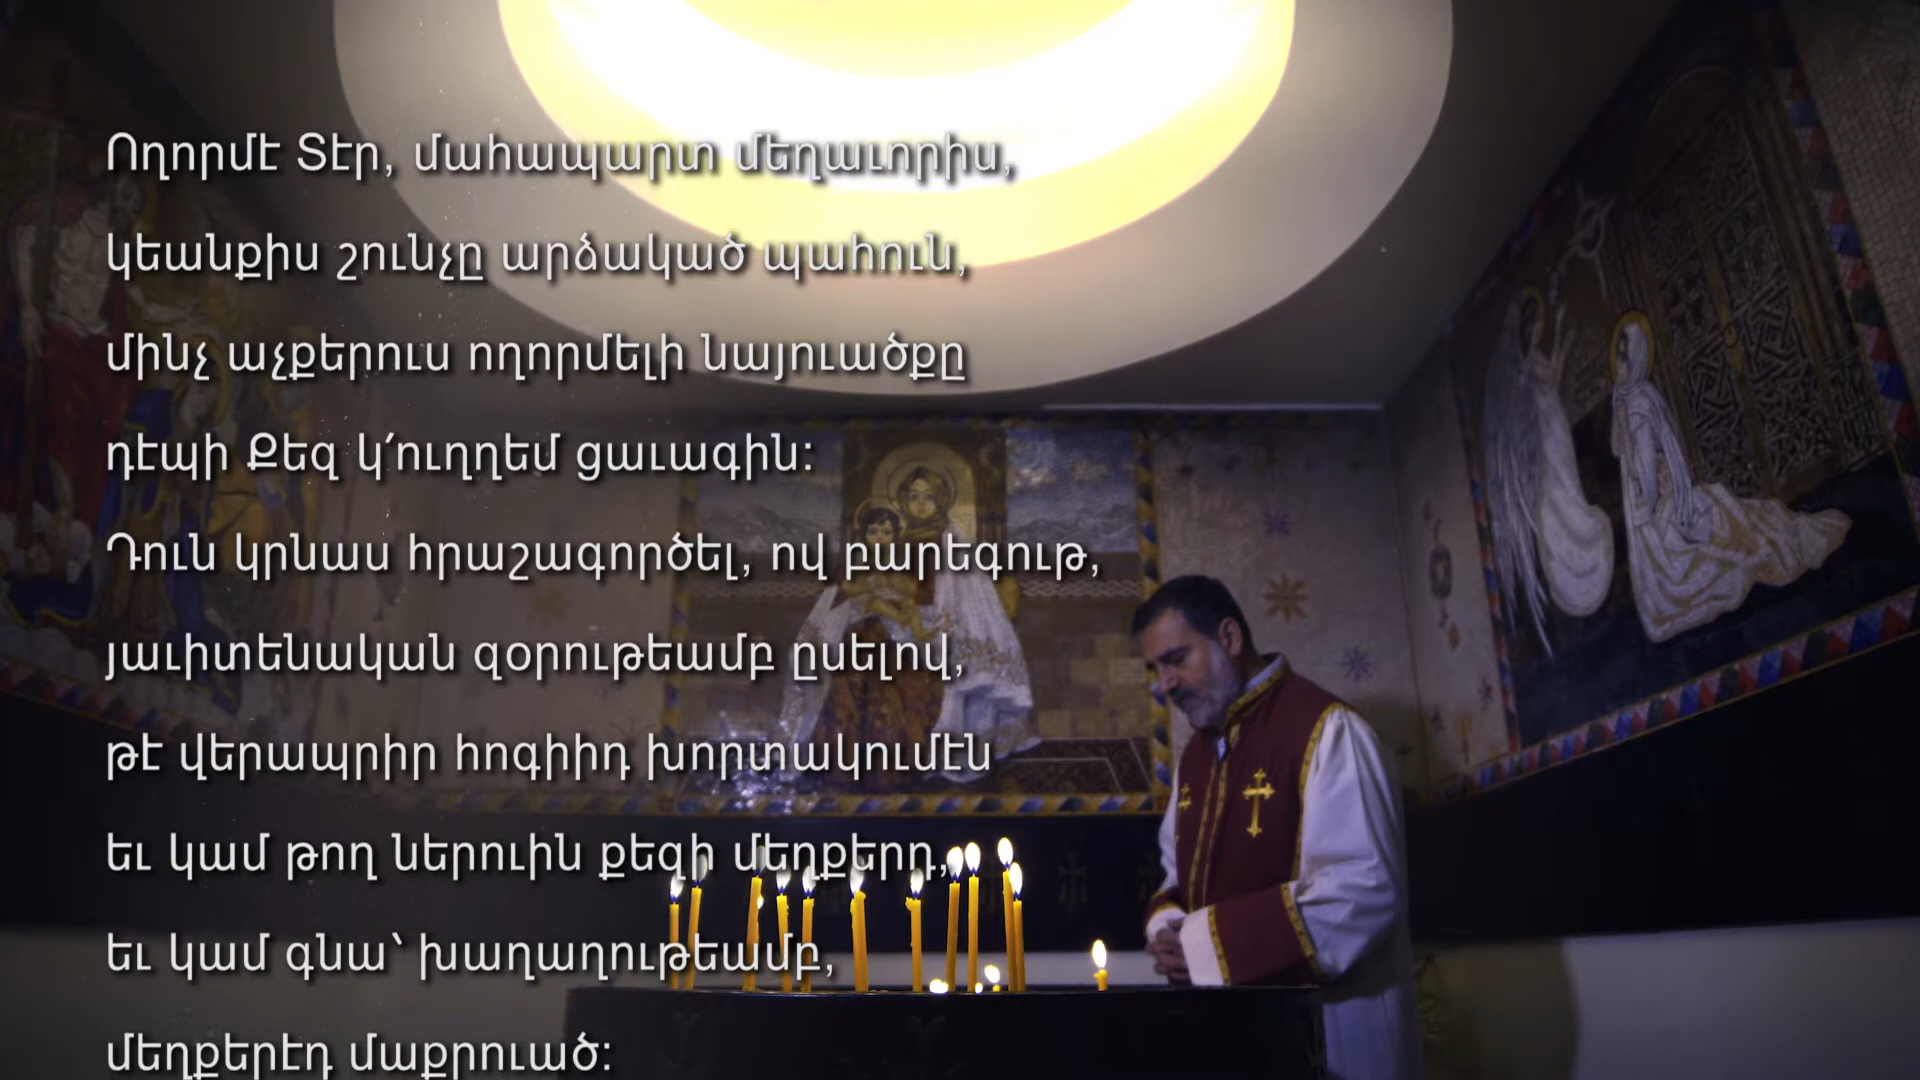 Ողորմէ Տէր, մահապարտ մեղաւորիս,
կեանքիս շունչը արձակած պահուն,
մինչ աչքերուս ողորմելի նայուածքը
դէպի Քեզ կ՛ուղղեմ ցաւագին:
Դուն կրնաս հրաշագործել, ով բարեգութ,
յաւիտենական զօրութեամբ ըսելով,
թէ վերապրիր հոգիիդ խորտակումէն
եւ կամ թող ներուին քեզի մեղքերդ,
եւ կամ գնա՝ խաղաղութեամբ,
մեղքերէդ մաքրուած: